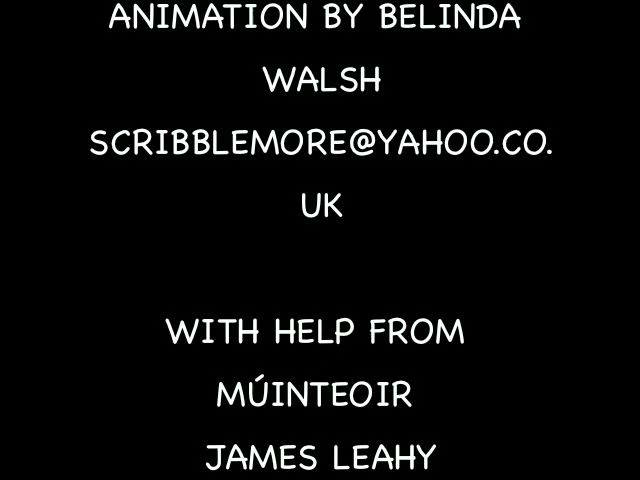 ANIMATION BY BELINDA
WALSH
SCRIBBLEMORE@YAHOO.CO.
UK
WITH HELP FROM
MÚINTEOIR
JAMES LEAHY